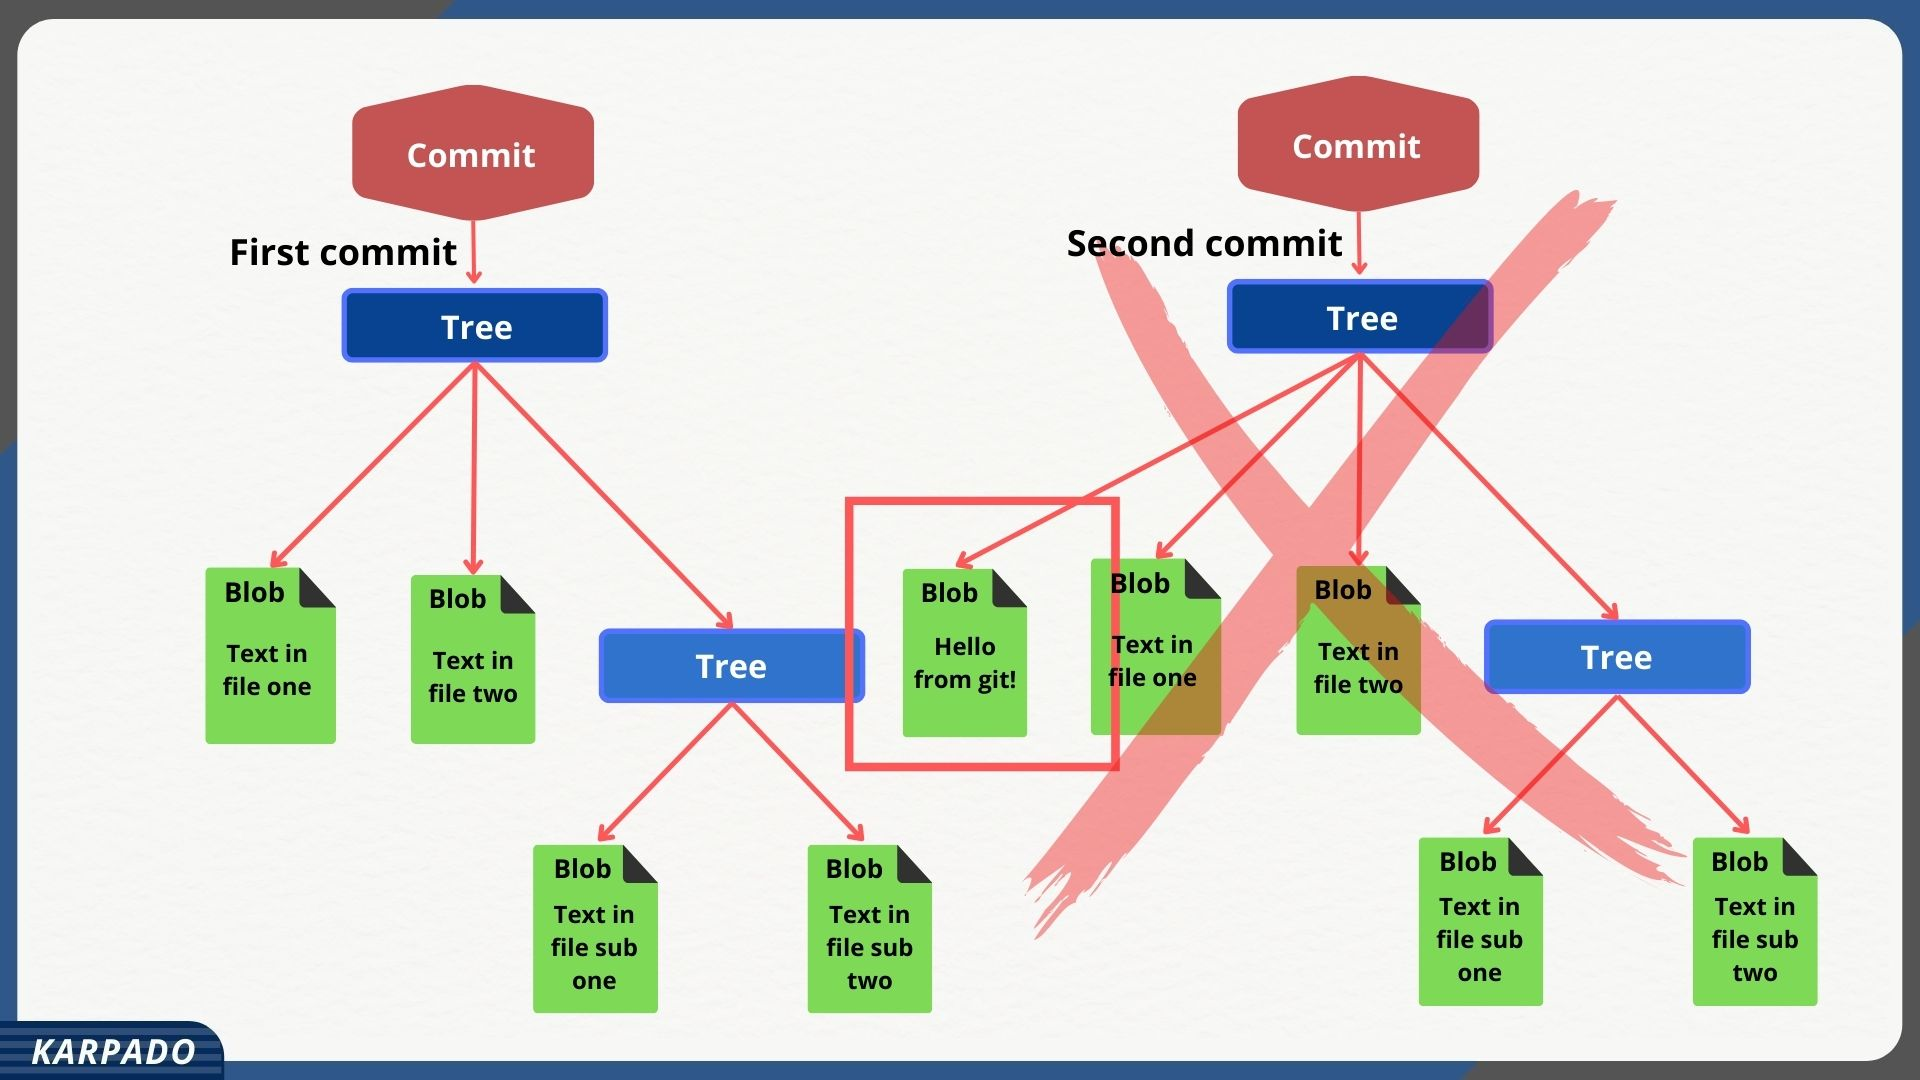 Commit
First commit
Tree
Blob
Text in
file one
Blob
Text in
file two
Tree
Blob
Text in
file sub
one
Blob
Text in
file sub
two
Commit
Second commit
Tree
Blob
Hello
from git!
Blob
Text in
file one
Blob
Text in
file two
Tree
Blob
Text in
file sub
one
Blob
Text in
file sub
two
KARPADO